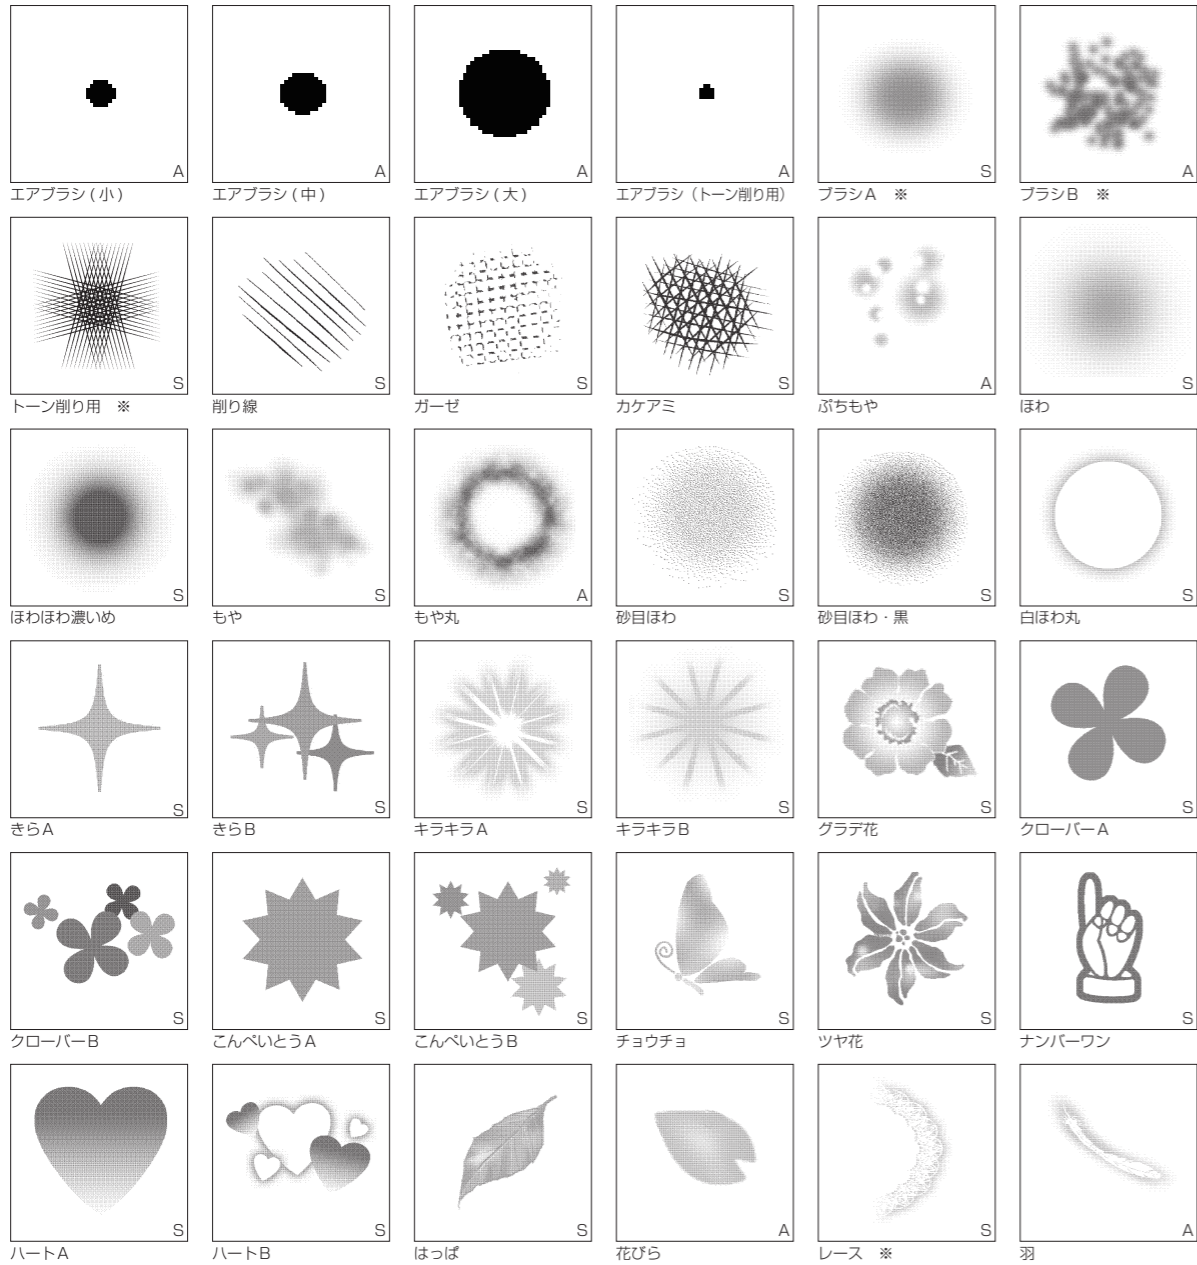 A A A A S A
エアブラシ(小) エアブラシ(中) エアブラシ(大) エアブラシ(トーン削り用) ブラシA ※ ブラシB ※
S S S S A S
トーン削り用 ※ 削り線 ガーゼ カケアミ ぷちもや ほわ
S S A S S S
ほわほわ濃いめ もや もや丸 砂目ほわ 砂目ほわ・黒 白ほわ丸
S S S S S S
きらA きらB キラキラA キラキラB グラデ花 クローバーA
S S S S S S
クローバーB こんぺいとうA こんぺいとうB チョウチョ ツヤ花 ナンバーワン
S S S A S A
ハートA ハートB はっぱ 花びら レース ※ 羽